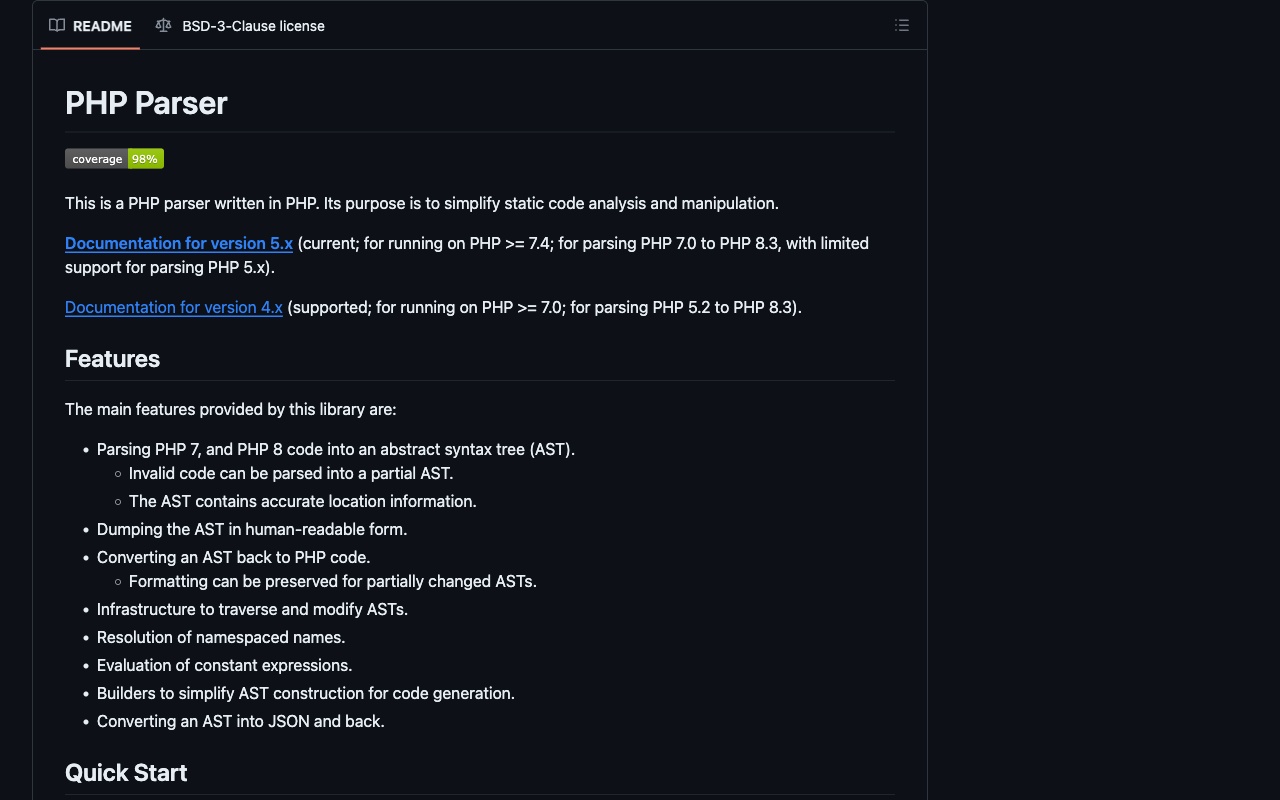 README
BSD-3-Clause license
PHP Parser
coverage 98%
This is a PHP parser written in PHP. Its purpose is to simplify static code analysis and manipulation.
Documentation for version 5.x (current; for running on PHP >= 7.4; for parsing PHP 7.0 to PHP 8.3, with limited
support for parsing PHP 5.x).
Documentation for version 4.x (supported; for running on PHP >= 7.0; for parsing PHP 5.2 to PHP 8.3).
Features
The main features provided by this library are:
Parsing PHP 7, and PHP 8 code into an abstract syntax tree (AST).
Invalid code can be parsed into a partial AST.
The AST contains accurate location information.
Dumping the AST in human-readable form.
Converting an AST back to PHP code.
Formatting can be preserved for partially changed ASTs.
Infrastructure to traverse and modify ASTs.
Resolution of namespaced names.
Evaluation of constant expressions.
Builders to simplify AST construction for code generation.
Converting an AST into JSON and back.
Quick Start